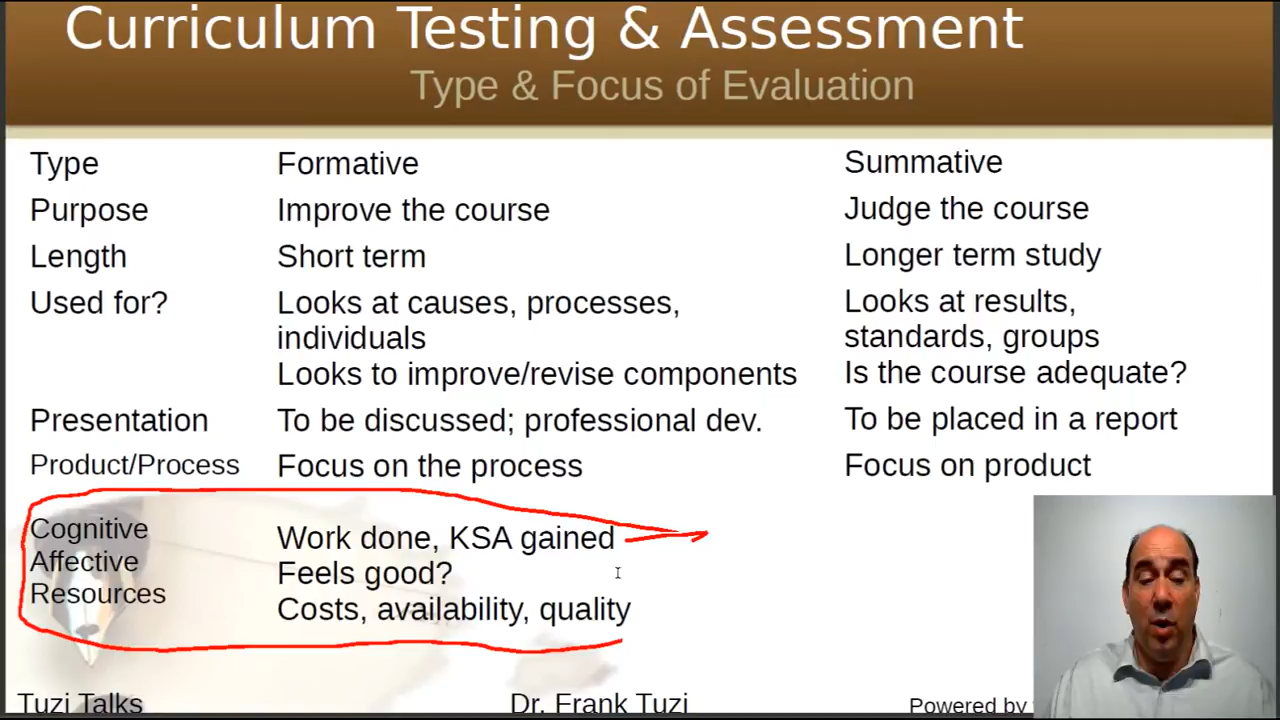 Curriculum Testing & Assessment
Type & Focus of Evaluation
Type Formative Summative
Purpose Improve the course Judge the course
Length Short term Longer term study
Used for? Looks at causes, processes, Looks at results,
individuals standards, groups
Looks to improve/revise components Is the course adequate?
Presentation To be discussed; professional dev. To be placed in a report
Product/Process Focus on the process Focus on product
Cognitive Work done, KSA gained
Affective Feels good?
Resources Costs, availability, quality
Tuzi Talks Dr. Frank Tuzi Powered by